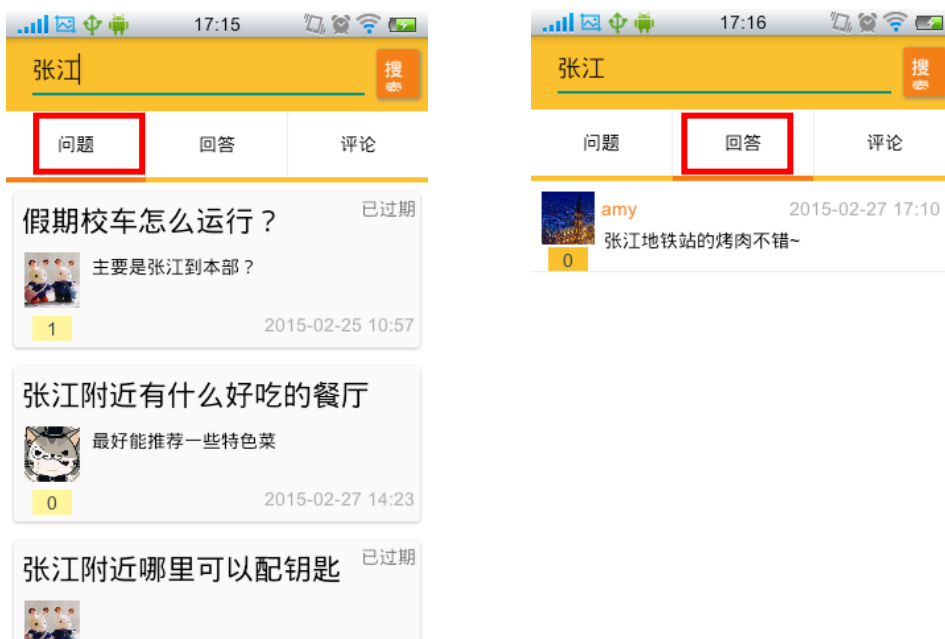 17:15
张江
搜
索
问题
回答
评论
假期校车怎么运行？
已过期
主要是张江到本部？
1
2015-02-25 10:57
张江附近有什么好吃的餐厅
最好能推荐一些特色菜
0
2015-02-27 14:23
张江附近哪里可以配钥匙
已过期
17:16
张江
搜
索
问题
回答
评论
amy
2015-02-27 17:10
张江地铁站的烤肉不错~
0